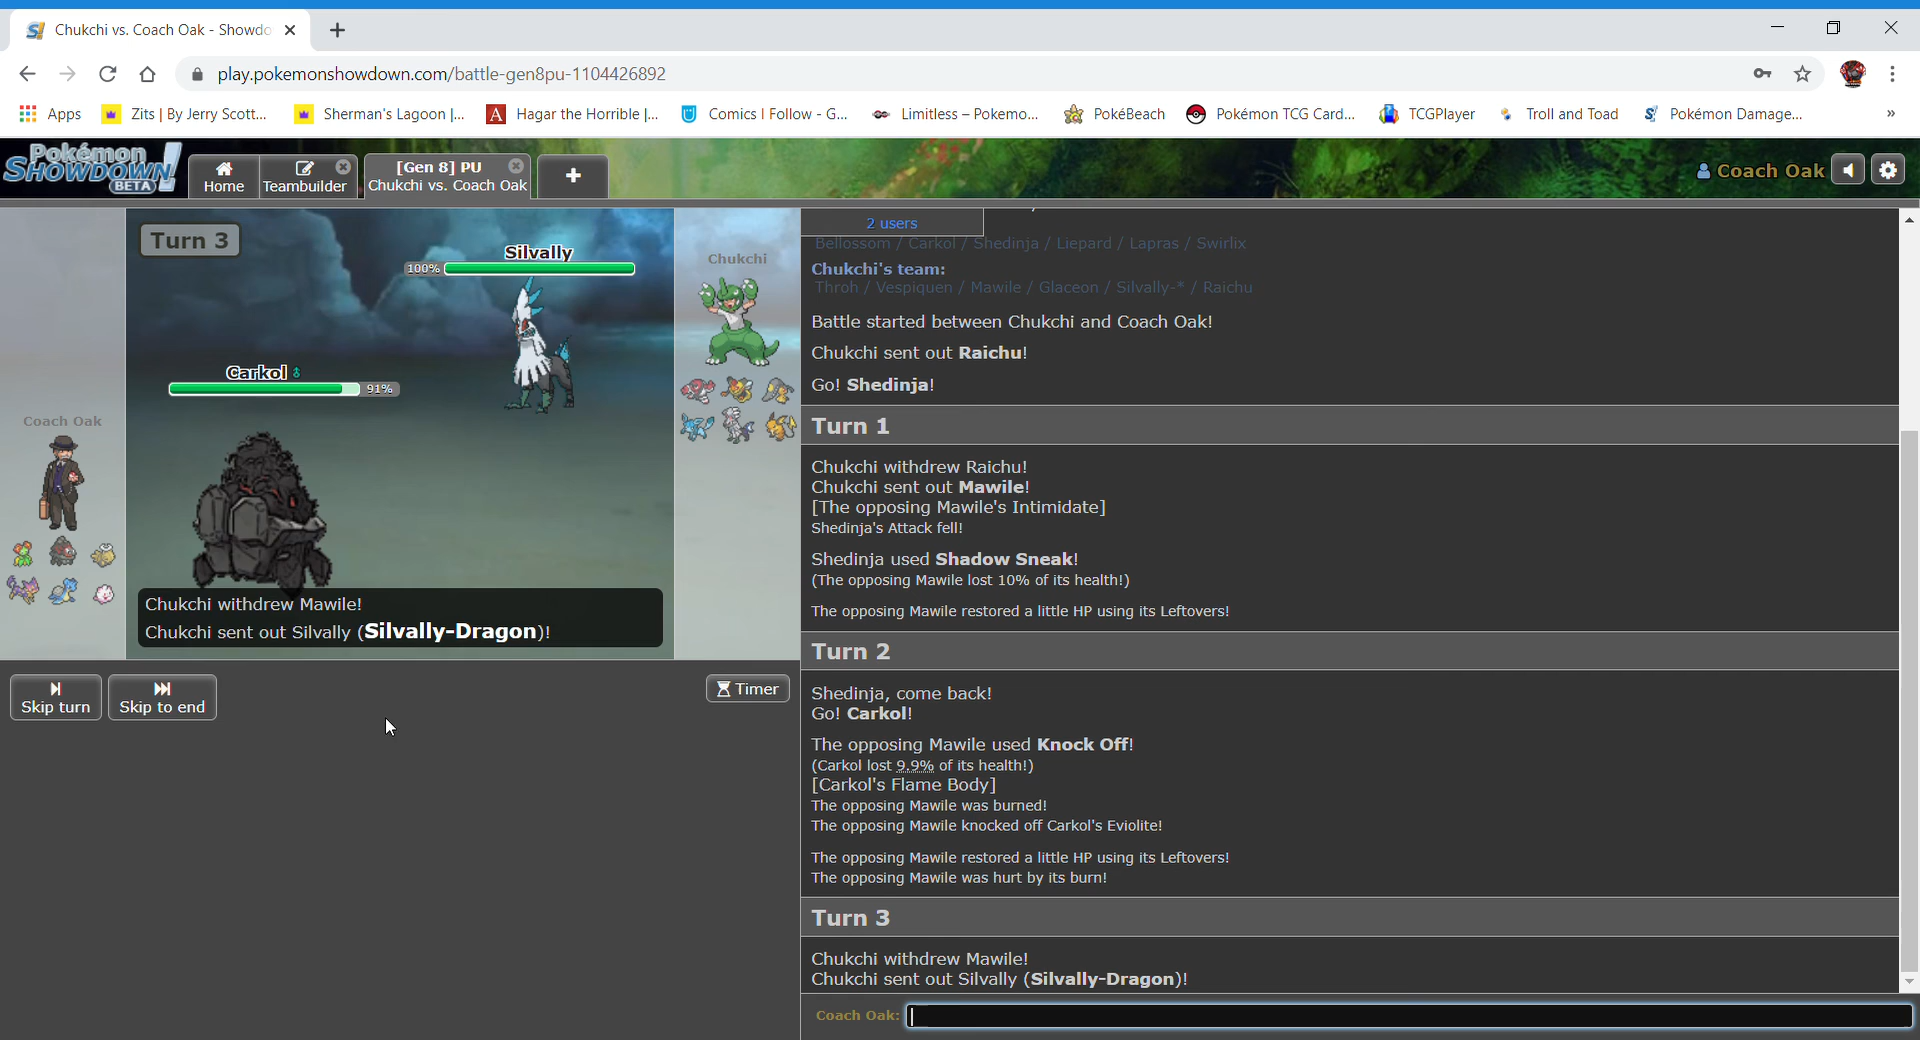 Chukchi vs. Coach Oak - Showdo
play.pokemonshowdown.com/battle-gen8pu-1104426892
Apps
Zits | By Jerry Scott...
Sherman's Lagoon |...
Hagar the Horrible |...
Comics I Follow - G...
Limitless – Pokemo...
PokéBeach
Pokémon TCG Card...
TCGPlayer
Troll and Toad
Pokémon Damage...
»
Pokémon
SHOWDOWN!
BETA
Home
Teambuilder
[Gen 8] PU
Chukchi vs. Coach Oak
Coach Oak
Turn 3
Silvally
100%
Carkol
91%
Coach Oak
Chukchi
Chukchi withdrew Mawile!
Chukchi sent out Silvally (Silvally-Dragon)!
Skip turn
Skip to end
Timer
2 users
Bellossom / Carkol / Shedinja / Liepard / Lapras / Swirlix
Chukchi's team:
Throh / Vespiquen / Mawile / Glaceon / Silvally-* / Raichu
Battle started between Chukchi and Coach Oak!
Chukchi sent out Raichu!
Go! Shedinja!
Turn 1
Chukchi withdrew Raichu!
Chukchi sent out Mawile!
[The opposing Mawile's Intimidate]
Shedinja's Attack fell!
Shedinja used Shadow Sneak!
(The opposing Mawile lost 10% of its health!)
The opposing Mawile restored a little HP using its Leftovers!
Turn 2
Shedinja, come back!
Go! Carkol!
The opposing Mawile used Knock Off!
(Carkol lost 9.9% of its health!)
[Carkol's Flame Body]
The opposing Mawile was burned!
The opposing Mawile knocked off Carkol's Eviolite!
The opposing Mawile restored a little HP using its Leftovers!
The opposing Mawile was hurt by its burn!
Turn 3
Chukchi withdrew Mawile!
Chukchi sent out Silvally (Silvally-Dragon)!
Coach Oak: